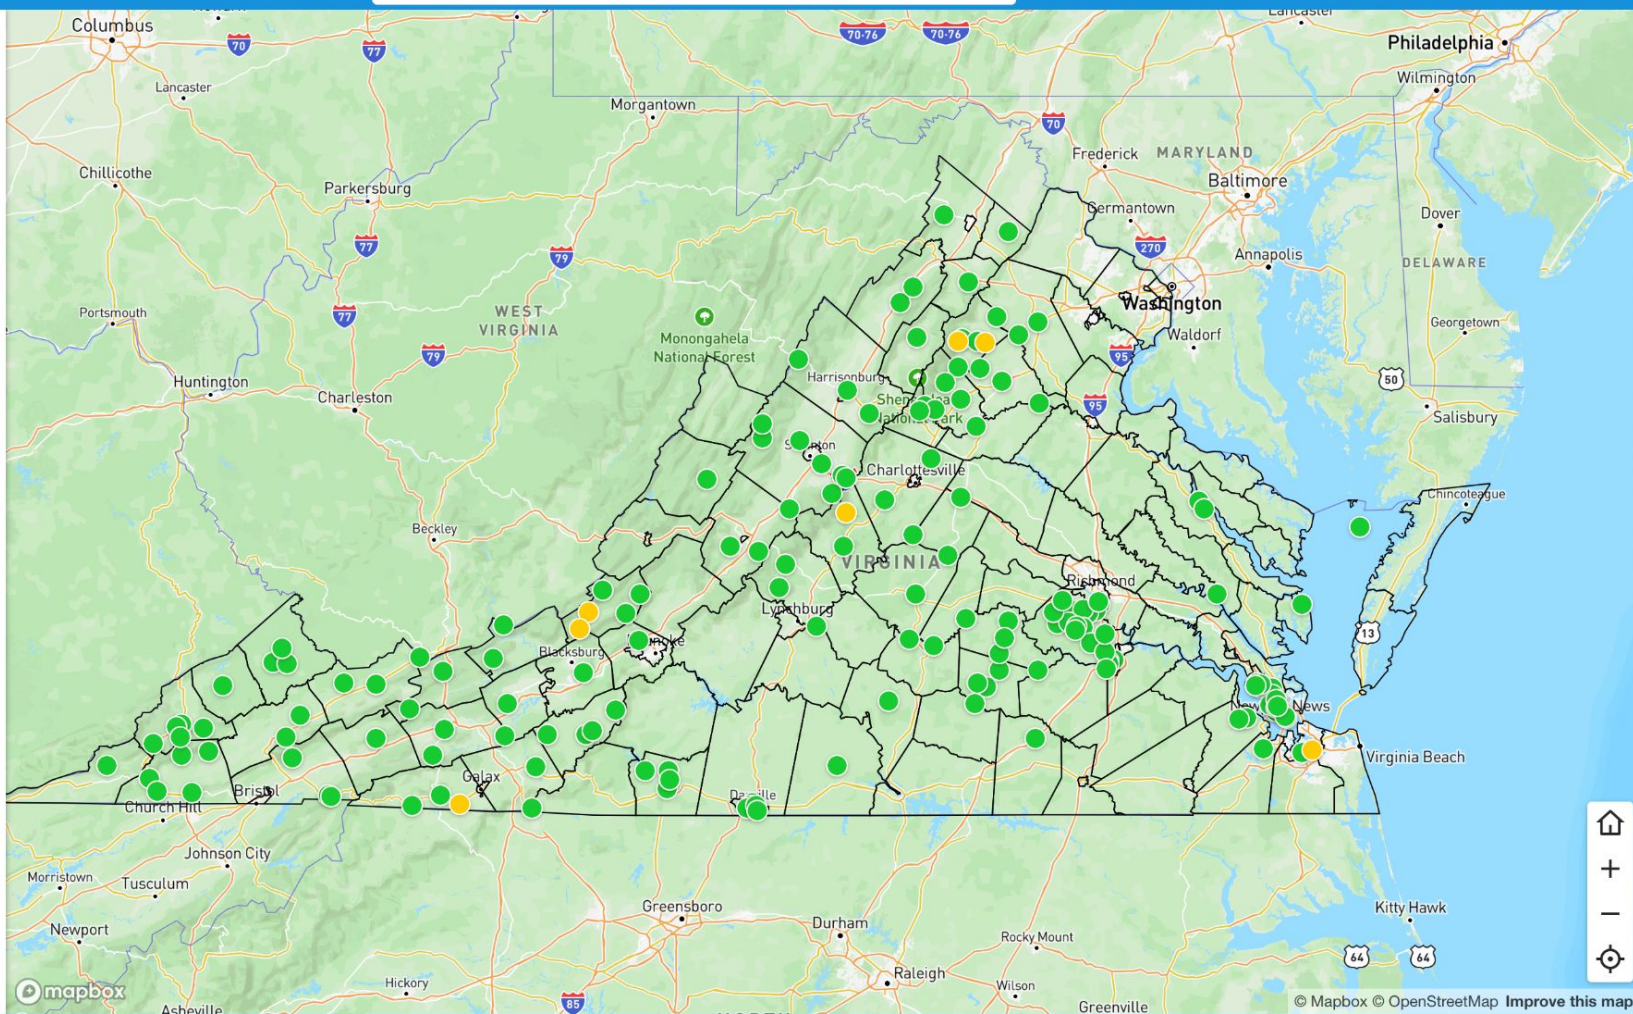 Columbus
Lancaster
70
77
70-76
70-76
Philadelphia
Wilmington
Lancaster
Morgantown
70
Frederick
MARYLAND
Baltimore
Chillicothe
Parkersburg
Germantown
Dover
77
79
270
Annapolis
DELAWARE
Portsmouth
77
WEST
VIRGINIA
Monongahela
National Forest
Washington
Waldorf
Georgetown
79
95
Huntington
Charleston
Harrisonburg
50
95
Salisbury
National Park
Charlottesville
Chincoteague
Beckley
VIRGINIA
Richmond
Lynchburg
13
Blacksburg
News
Virginia Beach
Galax
Bristol
Church Hill
Johnson City
Morristown
Tusculum
Greensboro
Durham
Kitty Hawk
Newport
Rocky Mount
64
64
Raleigh
Hickory
Wilson
85
Greenville
Asheville
mapbox
© Mapbox © OpenStreetMap Improve this map